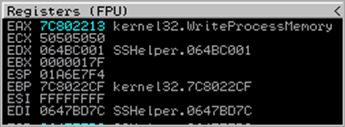 Registers (FPU) <
EAX 7C802213 kernel32.WriteProcessMemory
ECX 50505050
EDX 064BC001 SSHelper.064BC001
EBX 0000017F
ESP 01A6E7F4
EBP 7C8022CF kernel32.7C8022CF
ESI FFFFFFFF
EDI 0647BD7C SSHelper.0647BD7C